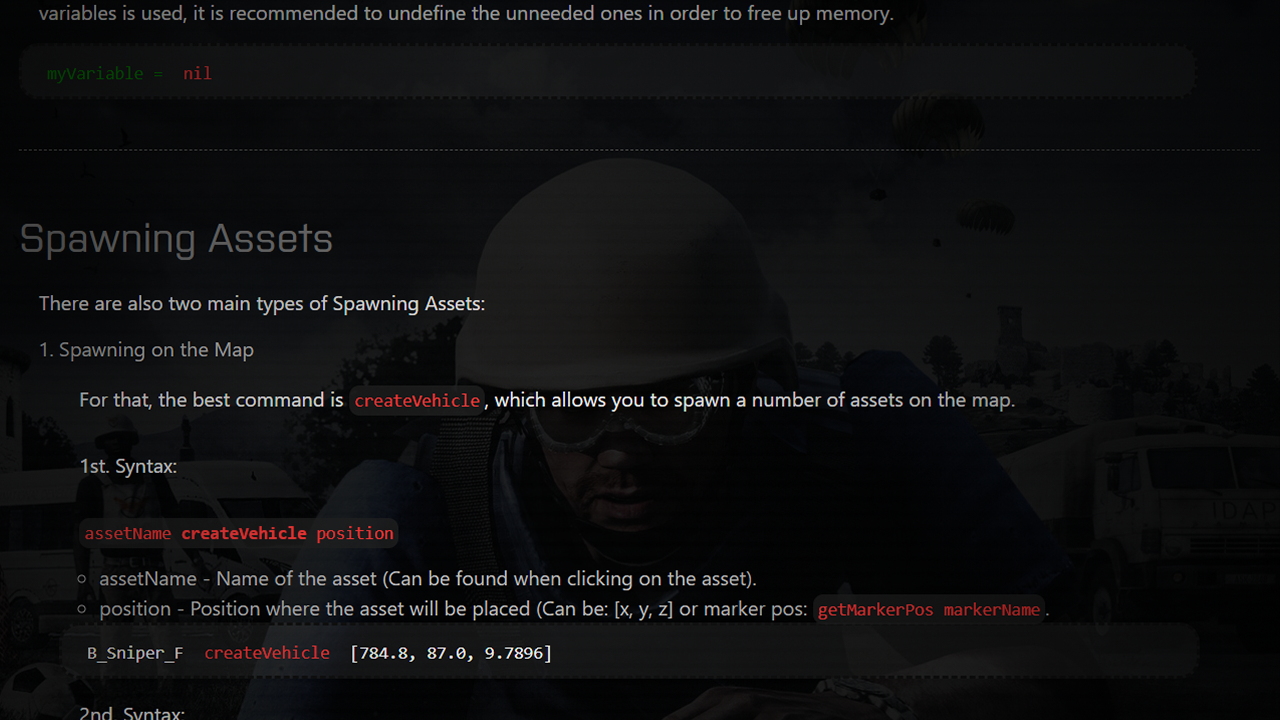 variables is used, it is recommended to undefine the unneeded ones in order to free up memory.
myVariable = nil
Spawning Assets
There are also two main types of Spawning Assets:
1. Spawning on the Map
For that, the best command is createVehicle, which allows you to spawn a number of assets on the map.
1st. Syntax:
assetName createVehicle position
○ assetName - Name of the asset (Can be found when clicking on the asset).
○ position - Position where the asset will be placed (Can be: [x, y, z] or marker pos: getMarkerPos markerName.
B_Sniper_F createVehicle [784.8, 87.0, 9.7896]
2nd. Syntax:
IDAP